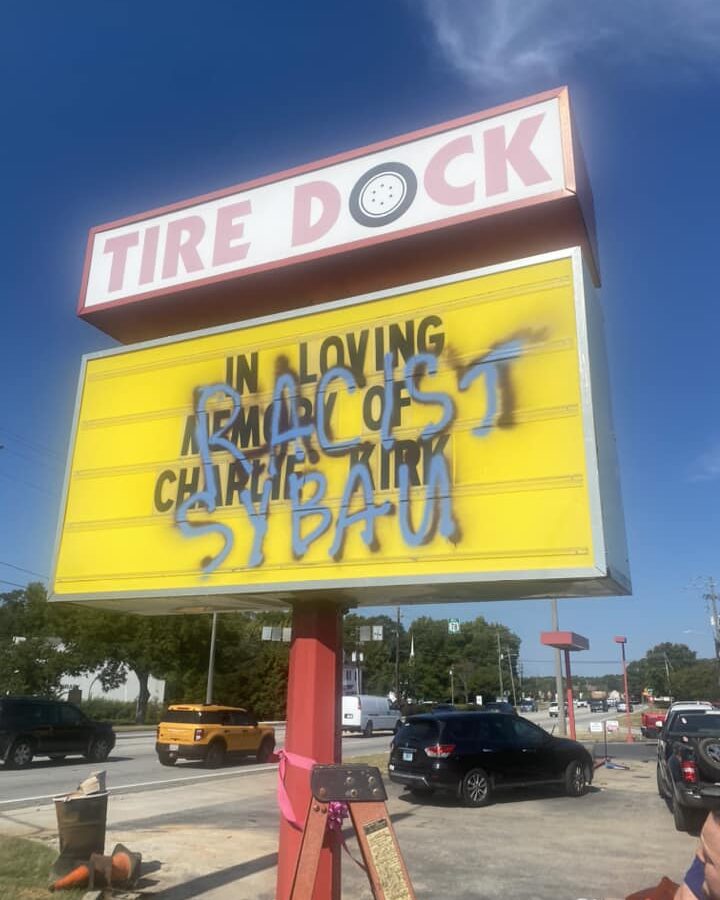 TIRE DOCK
IN LOVING
MEMORY OF
CHARLIE KIRK
RACIST
SYBAU